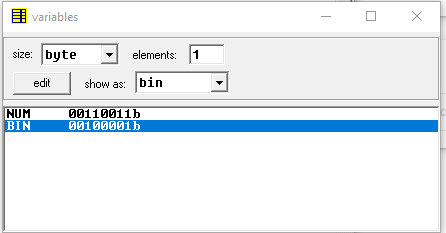 variables
size: byte elements: 1
edit show as: bin
NUM 00110011b
BIN 00100001b